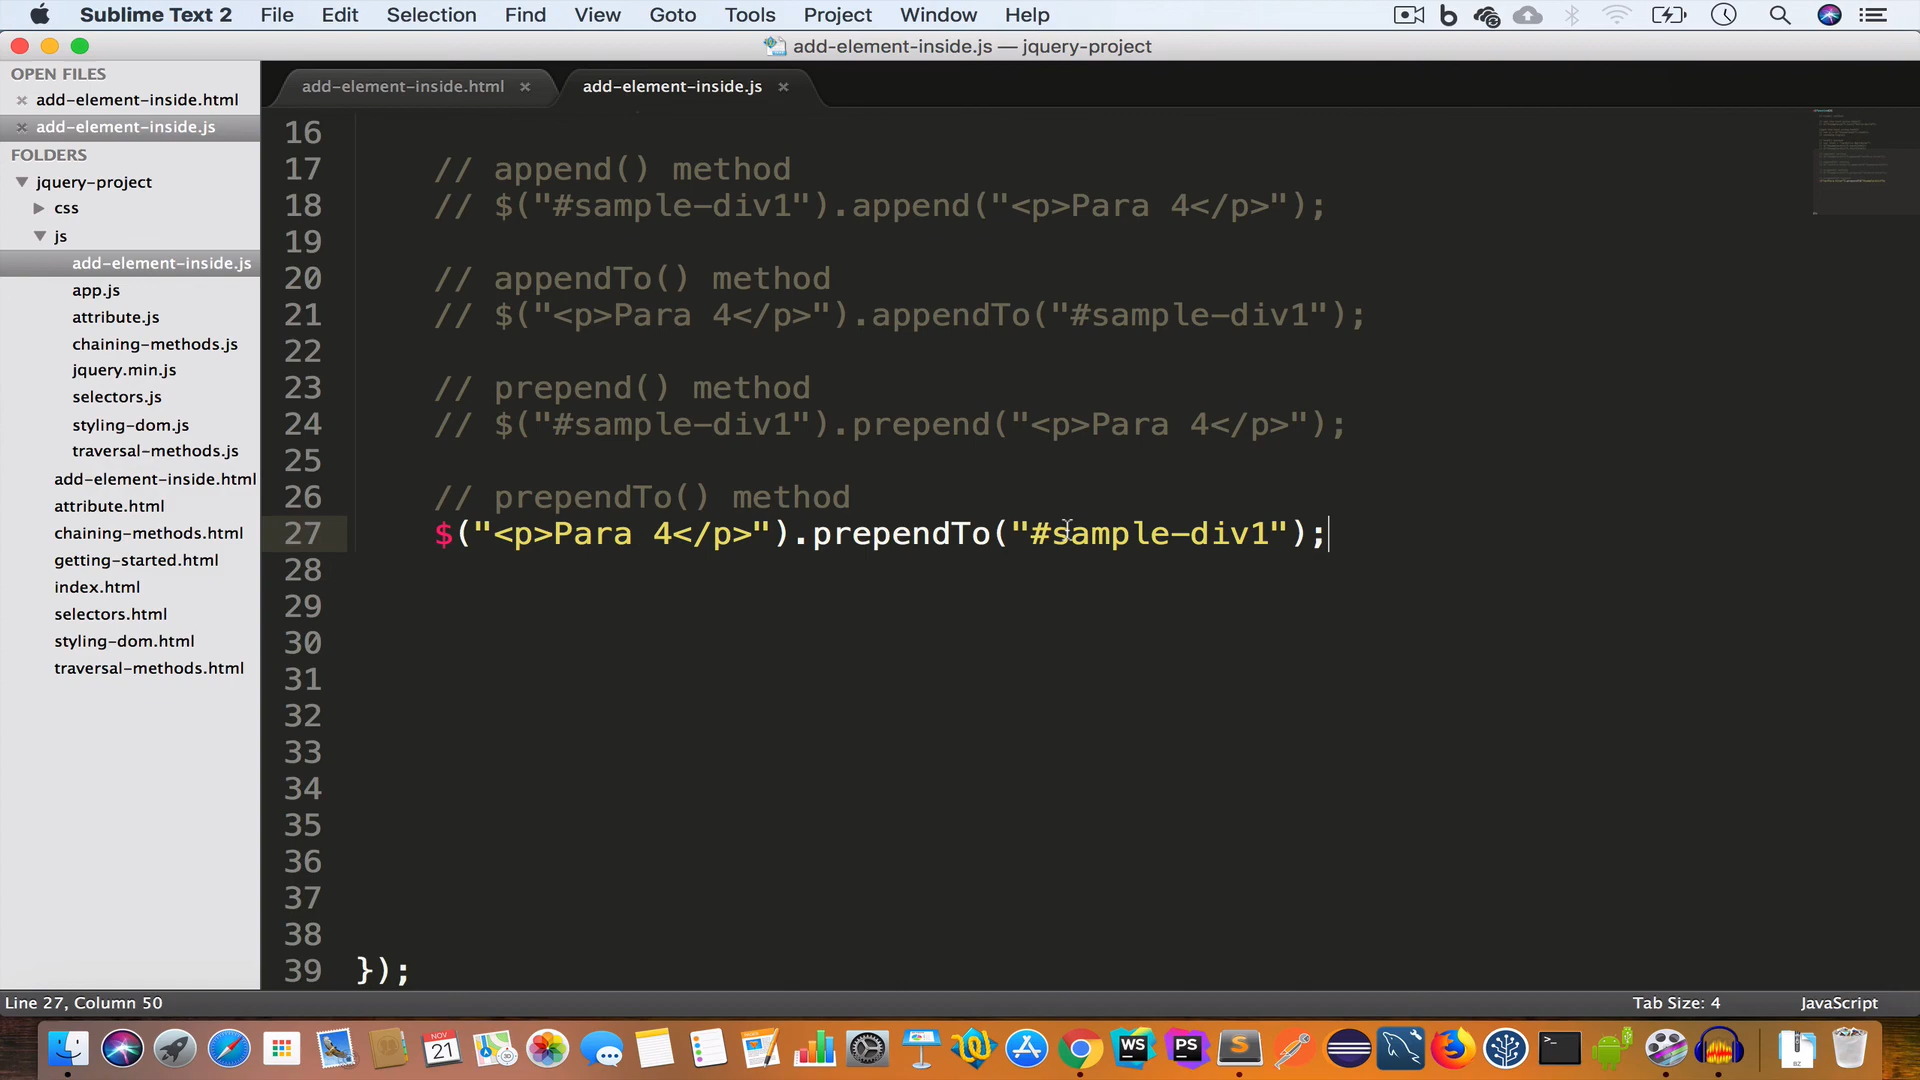 Sublime Text 2 File Edit Selection Find View Goto Tools Project Window Help
add-element-inside.js — jquery-project
OPEN FILES
add-element-inside.html
add-element-inside.js
FOLDERS
jquery-project
css
js
add-element-inside.js
app.js
attribute.js
chaining-methods.js
jquery.min.js
selectors.js
styling-dom.js
traversal-methods.js
add-element-inside.html
attribute.html
chaining-methods.html
getting-started.html
index.html
selectors.html
styling-dom.html
traversal-methods.html
add-element-inside.html add-element-inside.js
16
17 // append() method
18 // $("#sample-div1").append("<p>Para 4</p>");
19
20 // appendTo() method
21 // $("<p>Para 4</p>").appendTo("#sample-div1");
22
23 // prepend() method
24 // $("#sample-div1").prepend("<p>Para 4</p>");
25
26 // prependTo() method
27 $("<p>Para 4</p>").prependTo("#sample-div1");
28
29
30
31
32
33
34
35
36
37
38
39 });
Line 27, Column 50 Tab Size: 4 JavaScript
NOV
21
WS
PS